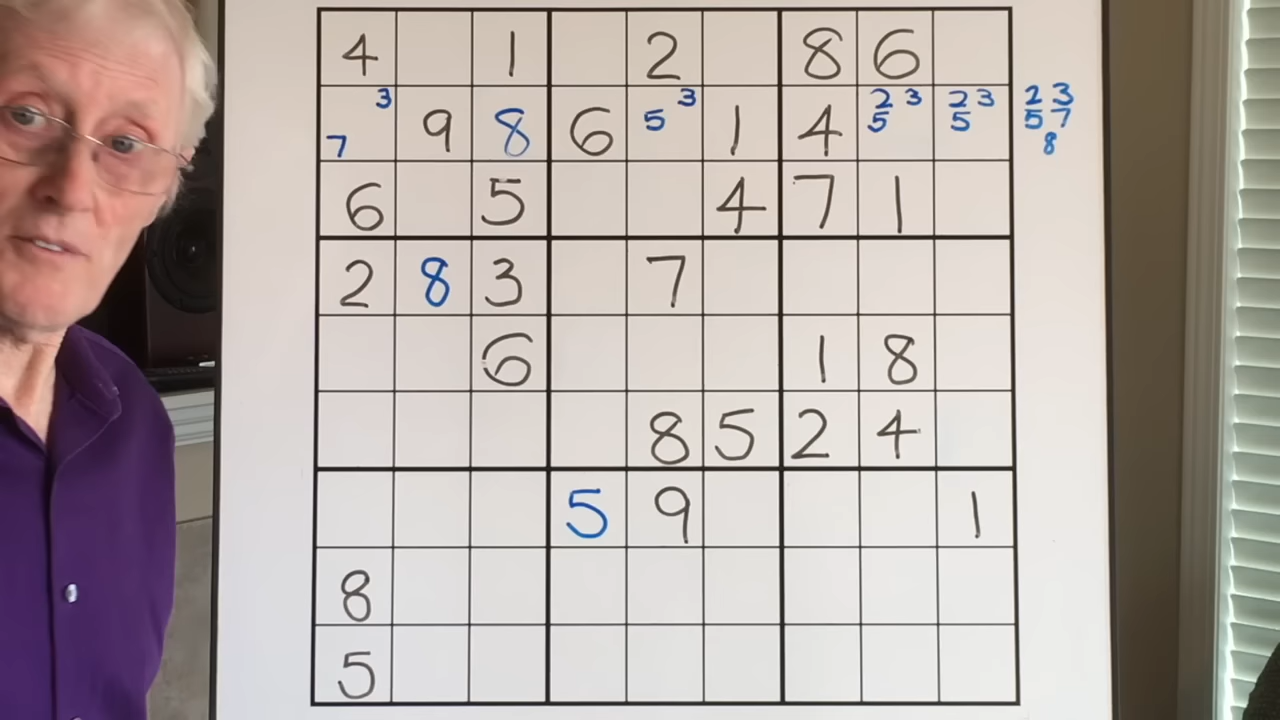 4 1 2 8 6
3 3 2 3 2 3 2 3
7 9 8 6 5 1 4 5 5 5 7
8
6 5 4 7 1
2 8 3 7
6 1 8
8 5 2 4
5 9 1
8
5